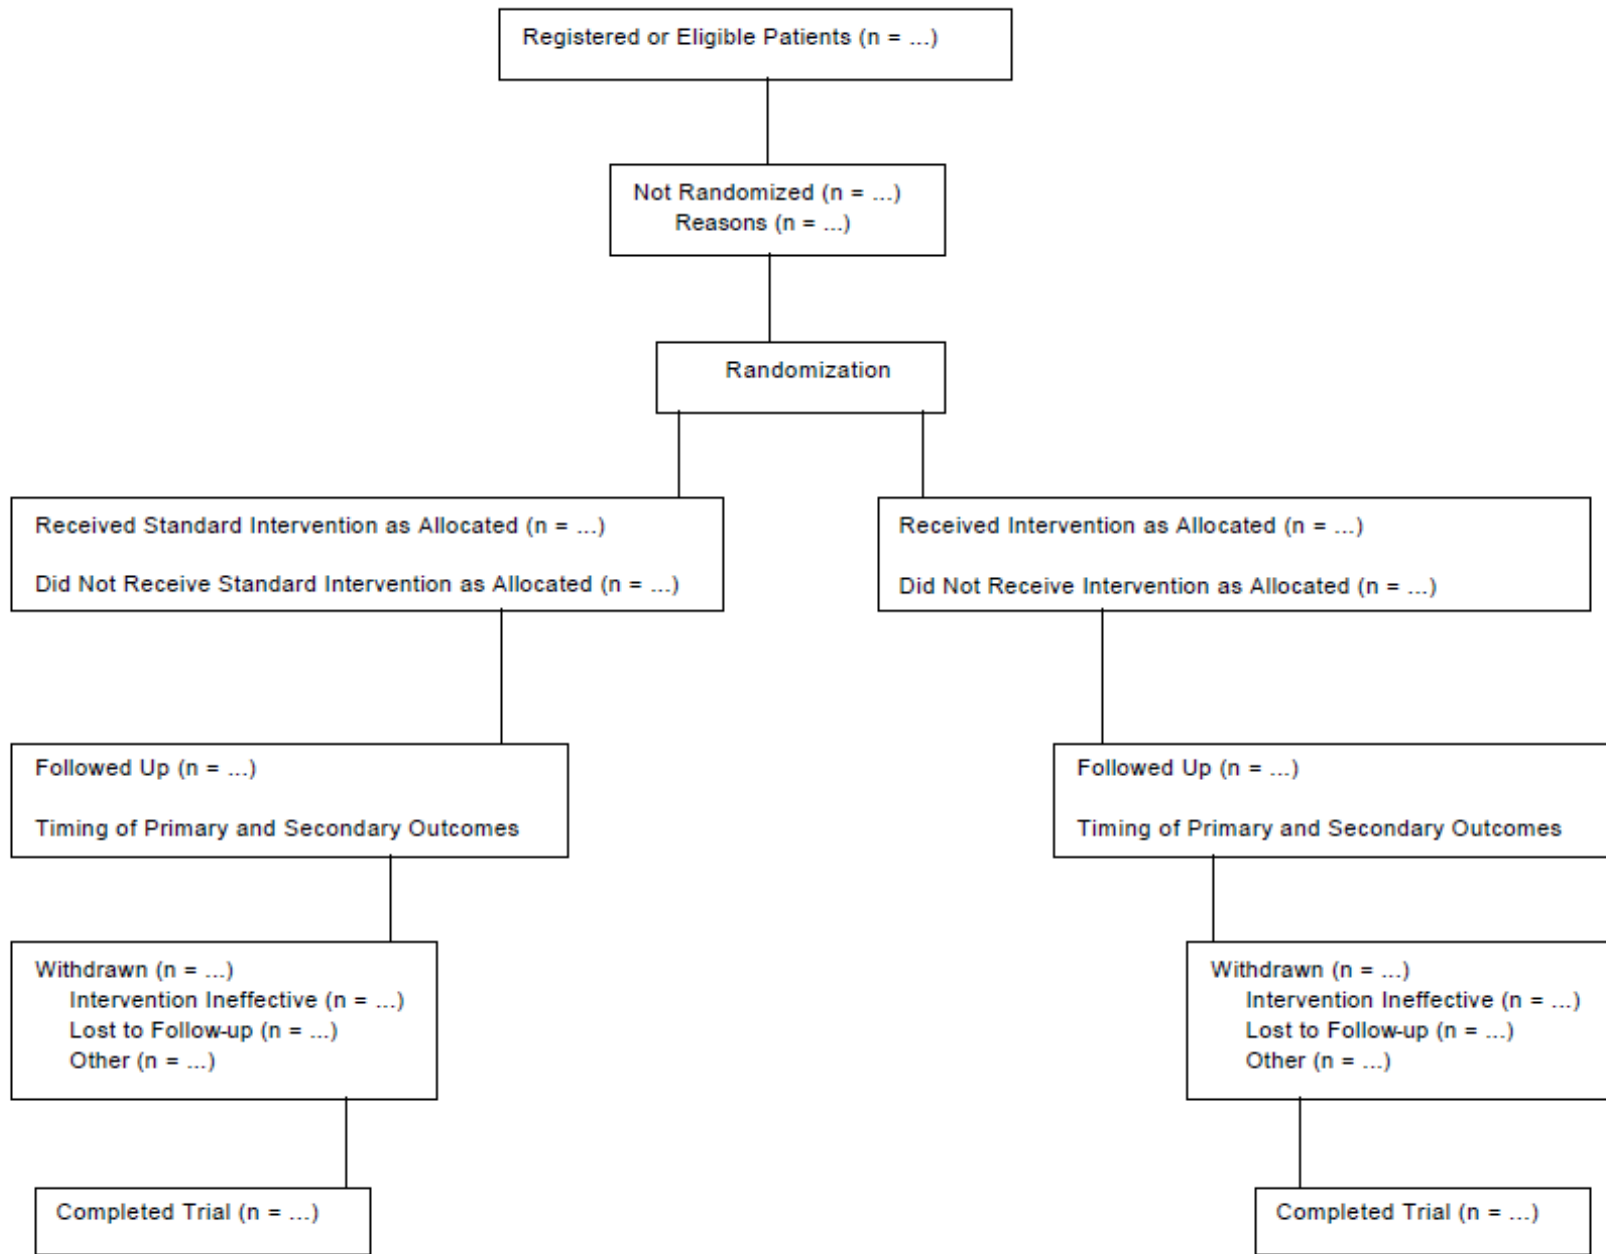 Registered or Eligible Patients (n = ...)
Not Randomized (n = ...)
Reasons (n = ...)
Randomization
Received Standard Intervention as Allocated (n = ...)
Did Not Receive Standard Intervention as Allocated (n = ...)
Received Intervention as Allocated (n = ...)
Did Not Receive Intervention as Allocated (n = ...)
Followed Up (n = ...)
Timing of Primary and Secondary Outcomes
Followed Up (n = ...)
Timing of Primary and Secondary Outcomes
Withdrawn (n = ...)
Intervention Ineffective (n = ...)
Lost to Follow-up (n = ...)
Other (n = ...)
Withdrawn (n = ...)
Intervention Ineffective (n = ...)
Lost to Follow-up (n = ...)
Other (n = ...)
Completed Trial (n = ...)
Completed Trial (n = ...)